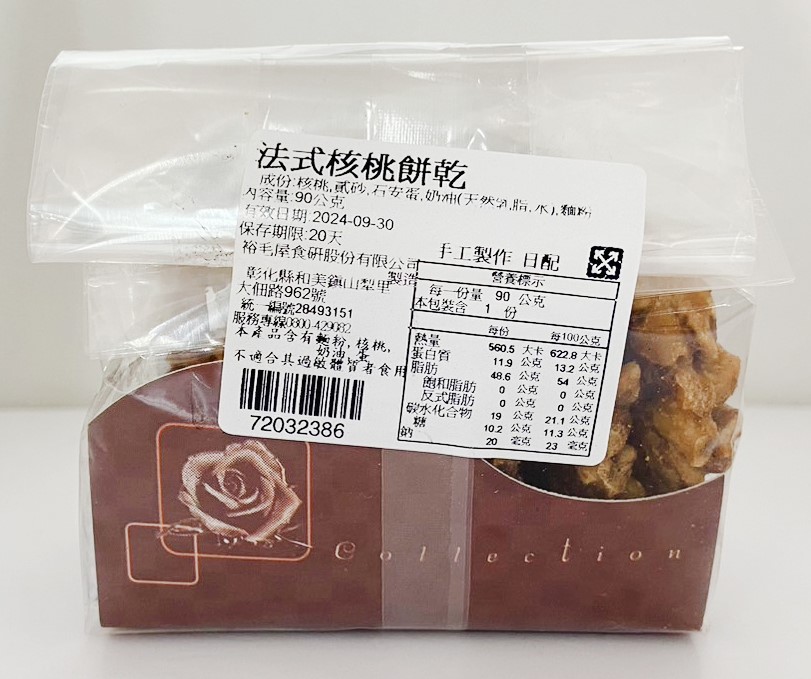 法式核桃餅乾
成份:核桃,貳砂,石安蛋,奶油(天然乳脂,水),麵粉
內容量:90公克
有效日期:2024-09-30
保存期限:20天
手工製作 日配
裕毛屋食研股份有限公司
製造
彰化縣和美鎮山犁里
大佃路962號
統一編號28493151
服務專線0800-429082
本產品含有麵粉,核桃,
奶油,蛋
不適合其過敏體質者食用
72032386
營養標示
每一份量 90 公克
本包裝含 1 份
每份 每100公克
熱量 560.5 大卡 622.8 大卡
蛋白質 11.9 公克 13.2 公克
脂肪 48.6 公克 54 公克
飽和脂肪 0 公克 0 公克
反式脂肪 0 公克 0 公克
碳水化合物 19 公克 21.1 公克
糖 10.2 公克 11.3 公克
鈉 20 毫克 23 毫克
Collection